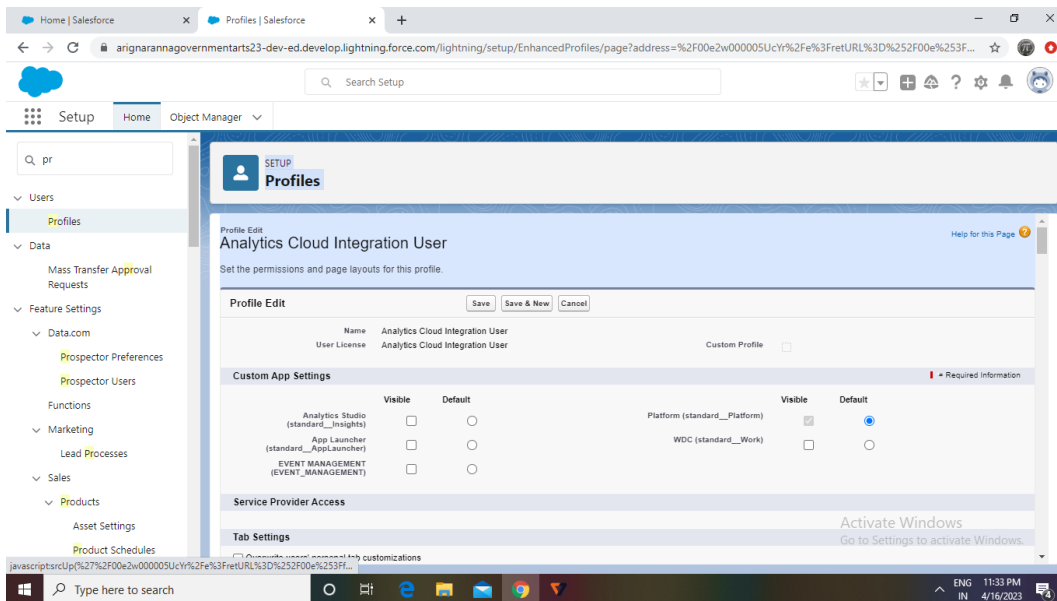 Home | Salesforce
Profiles | Salesforce
arignarannagovernmentarts23-dev-ed.develop.lightning.force.com/lightning/setup/EnhancedProfiles/page?address=%2F00e2w000005UcYr%2Fe%3FretURL%3D%252F00e%253F...
Search Setup
Setup
Home
Object Manager
pr
Users
Profiles
Data
Mass Transfer Approval
Requests
Feature Settings
Data.com
Prospector Preferences
Prospector Users
Functions
Marketing
Lead Processes
Sales
Products
Asset Settings
Product Schedules
SETUP
Profiles
Profile Edit
Analytics Cloud Integration User
Help for this Page
Set the permissions and page layouts for this profile.
Profile Edit
Save
Save & New
Cancel
Name Analytics Cloud Integration User
User License Analytics Cloud Integration User
Custom Profile
Custom App Settings
= Required Information
Visible Default
Visible Default
Analytics Studio
(standard__Insights)
Platform (standard__Platform)
App Launcher
(standard__AppLauncher)
WDC (standard__Work)
EVENT MANAGEMENT
(EVENT_MANAGEMENT)
Service Provider Access
Tab Settings
Overwrite users' personal tab customizations
Activate Windows
Go to Settings to activate Windows.
javascript:srcUp(%27%2F00e2w000005UcYr%2Fe%3FretURL%3D%252F00e%253Ff...
Type here to search
ENG
IN
11:33 PM
4/16/2023